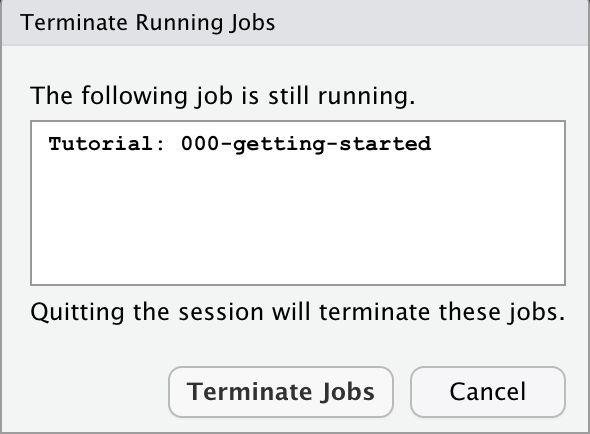 Terminate Running Jobs
The following job is still running.
Tutorial: 000-getting-started
Quitting the session will terminate these jobs.
Terminate Jobs
Cancel